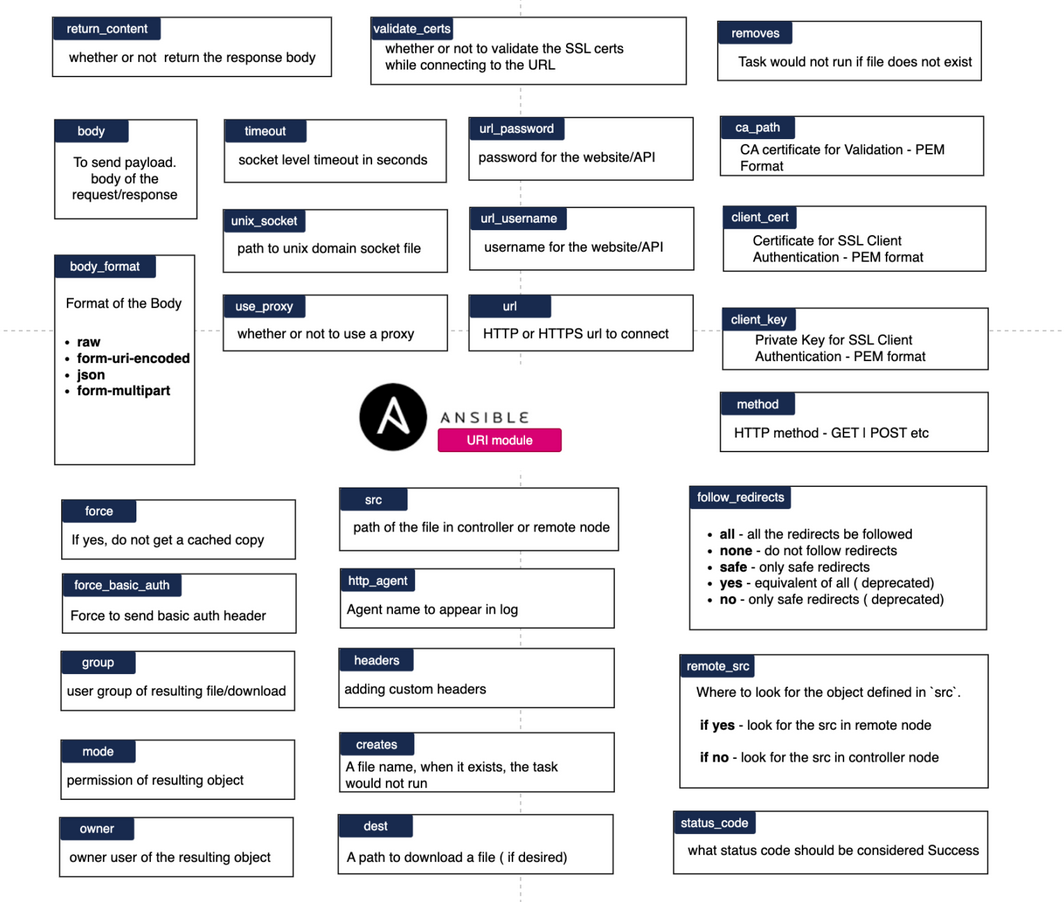 return_content
whether or not return the response body
validate_certs
whether or not to validate the SSL certs
while connecting to the URL
removes
Task would not run if file does not exist
body
To send payload.
body of the
request/response
timeout
socket level timeout in seconds
url_password
password for the website/API
ca_path
CA certificate for Validation - PEM
Format
unix_socket
path to unix domain socket file
url_username
username for the website/API
client_cert
Certificate for SSL Client
Authentication - PEM format
body_format
Format of the Body
• raw
• form-uri-encoded
• json
• form-multipart
use_proxy
whether or not to use a proxy
url
HTTP or HTTPS url to connect
client_key
Private Key for SSL Client
Authentication - PEM format
A
ANSIBLE
URI module
method
HTTP method - GET | POST etc
force
If yes, do not get a cached copy
src
path of the file in controller or remote node
follow_redirects
• all - all the redirects be followed
• none - do not follow redirects
• safe - only safe redirects
• yes - equivalent of all ( deprecated)
• no - only safe redirects ( deprecated)
force_basic_auth
Force to send basic auth header
http_agent
Agent name to appear in log
group
user group of resulting file/download
headers
adding custom headers
remote_src
Where to look for the object defined in `src`.
if yes - look for the src in remote node
if no - look for the src in controller node
mode
permission of resulting object
creates
A file name, when it exists, the task
would not run
owner
owner user of the resulting object
dest
A path to download a file ( if desired)
status_code
what status code should be considered Success